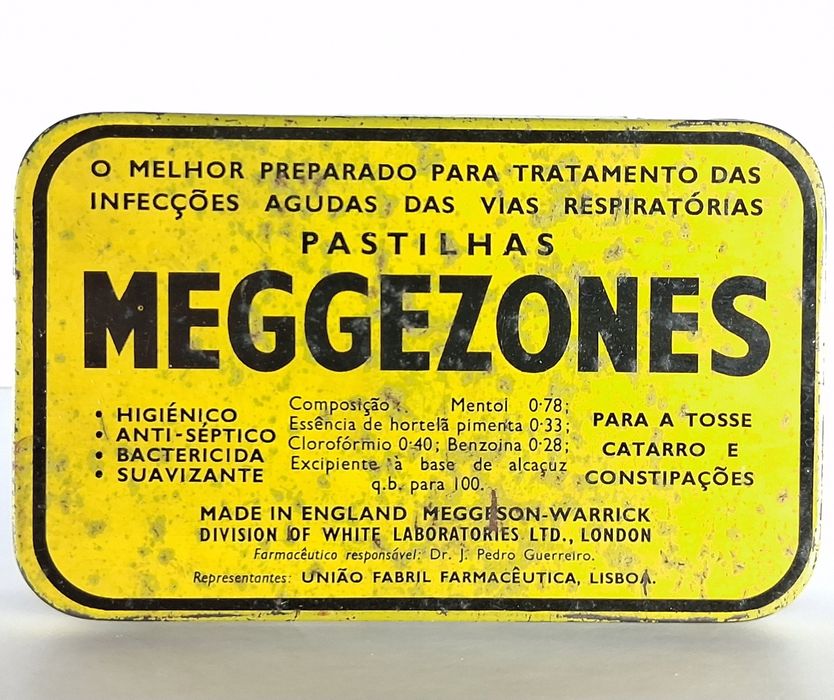 O MELHOR PREPARADO PARA TRATAMENTO DAS
INFECÇÕES AGUDAS DAS VIAS RESPIRATÓRIAS
PASTILHAS
MEGGEZONES
• HIGIÉNICO
• ANTI-SÉPTICO
• BACTERICIDA
• SUAVIZANTE
Composição: Mentol 0·78;
Essência de hortelã pimenta 0·33;
Clorofórmio 0·40; Benzoina 0·28;
Excipiente à base de alcaçuz
q.b. para 100.
PARA A TOSSE
CATARRO E
CONSTIPAÇÕES
MADE IN ENGLAND MEGGESON-WARRICK
DIVISION OF WHITE LABORATORIES LTD., LONDON
Farmacêutico responsável: Dr. J. Pedro Guerreiro.
Representantes: UNIÃO FABRIL FARMACÊUTICA, LISBOA.